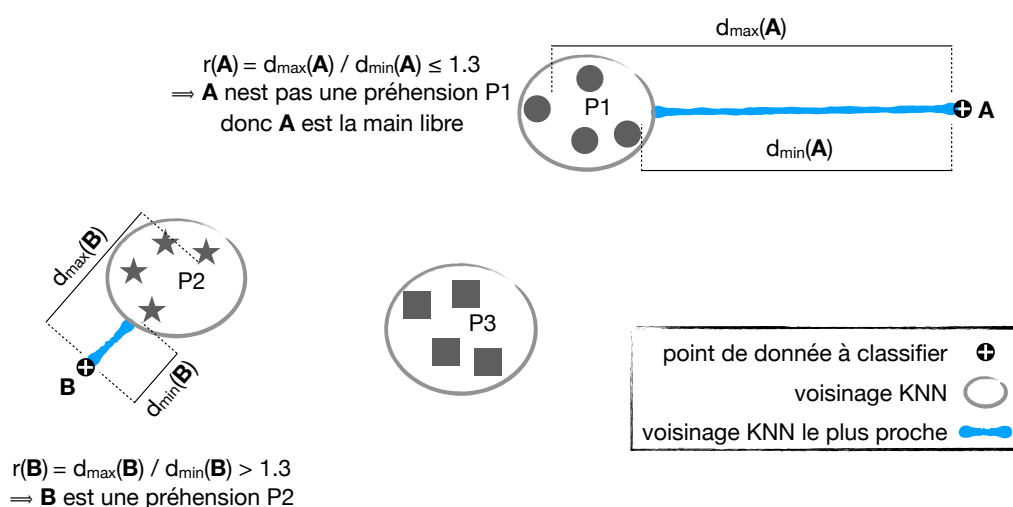 dmax(A)
r(A) = dmax(A) / dmin(A) ≤ 1.3
⟹ A nest pas une préhension P1
donc A est la main libre
P1
A
dmin(A)
dmax(B)
P2
P3
B
dmin(B)
point de donnée à classifier
voisinage KNN
voisinage KNN le plus proche
r(B) = dmax(B) / dmin(B) > 1.3
⟹ B est une préhension P2